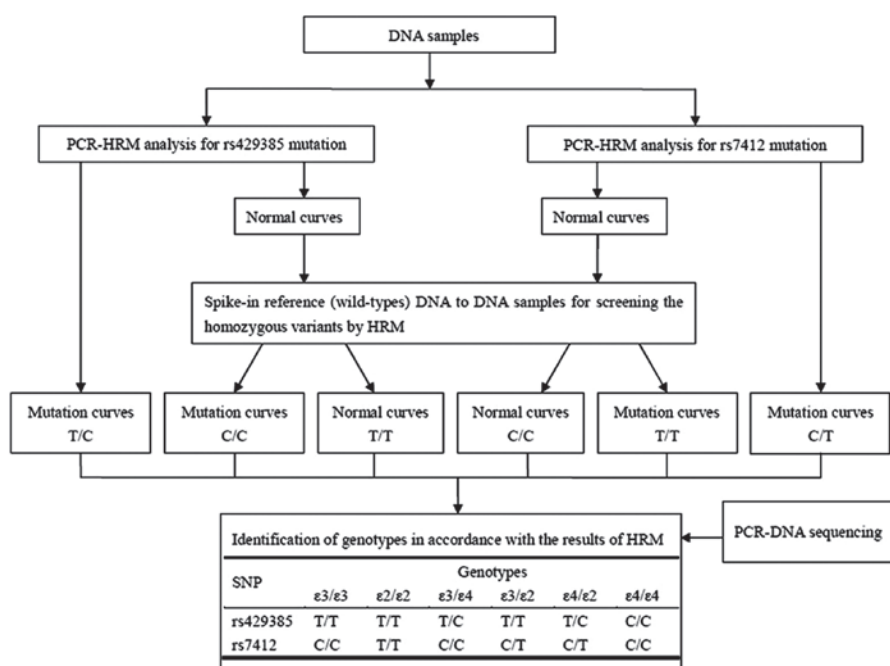 DNA samples
PCR-HRM analysis for rs429385 mutation
PCR-HRM analysis for rs7412 mutation
Normal curves
Normal curves
Spike-in reference (wild-types) DNA to DNA samples for screening the
homozygous variants by HRM
Mutation curves
T/C
Mutation curves
C/C
Normal curves
T/T
Normal curves
C/C
Mutation curves
T/T
Mutation curves
C/T
Identification of genotypes in accordance with the results of HRM
PCR-DNA sequencing
SNP Genotypes
ε3/ε3 ε2/ε2 ε3/ε4 ε3/ε2 ε4/ε2 ε4/ε4
rs429385 T/T T/T T/C T/T T/C C/C
rs7412 C/C T/T C/C C/T C/T C/C